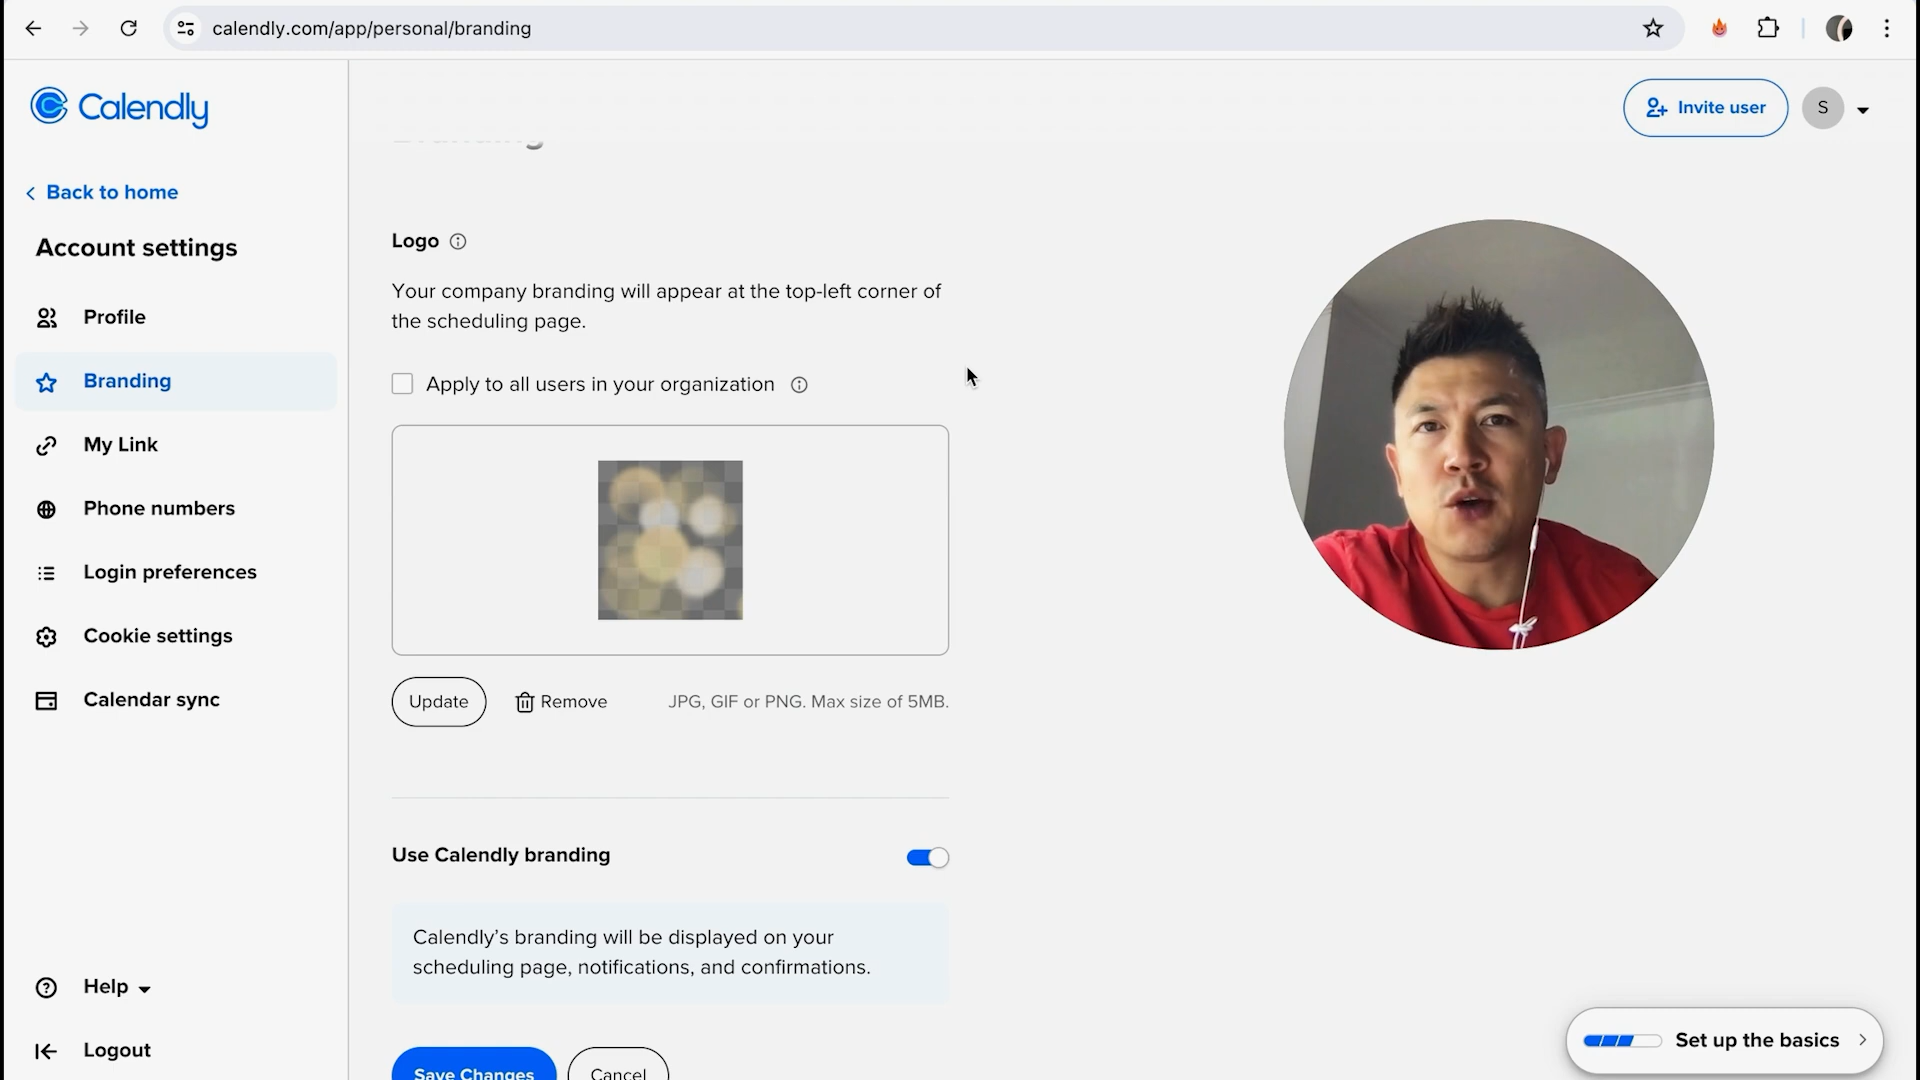 calendly.com/app/personal/branding
Calendly
Invite user
S
Back to home
Account settings
Profile
Branding
My Link
Phone numbers
Login preferences
Cookie settings
Calendar sync
Help
Logout
Logo
Your company branding will appear at the top-left corner of
the scheduling page.
Apply to all users in your organization
Update
Remove
JPG, GIF or PNG. Max size of 5MB.
Use Calendly branding
Calendly’s branding will be displayed on your
scheduling page, notifications, and confirmations.
Save Changes
Cancel
Set up the basics